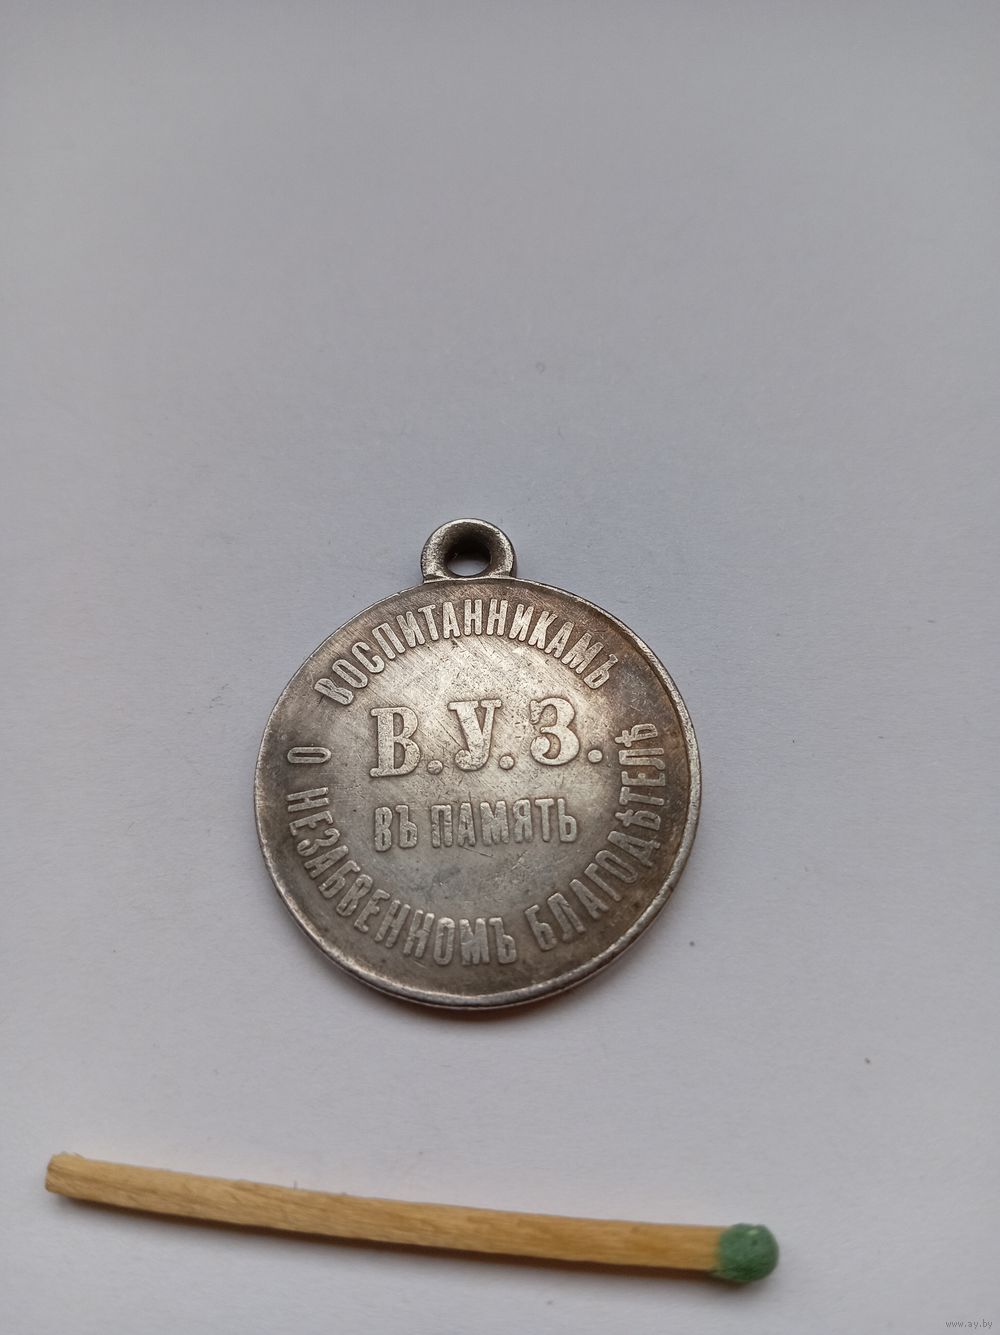 ВОСПИТАННИКАМЪ
В.У.З.
ВЪ ПАМЯТЬ
О НЕЗАБВЕННОМЪ БЛАГОДѢТЕЛѢ
www.ay.by